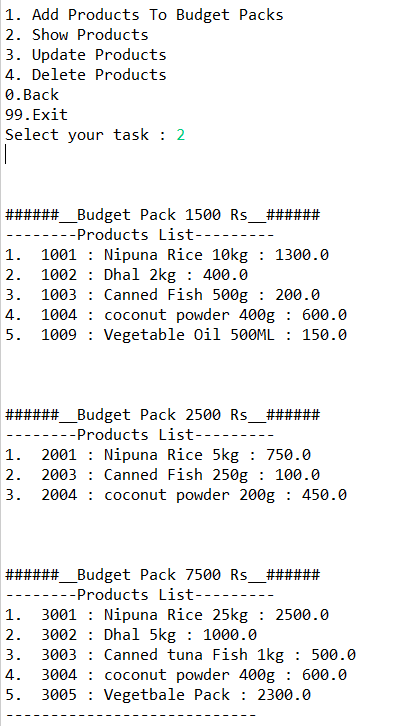 1. Add Products To Budget Packs
2. Show Products
3. Update Products
4. Delete Products
0.Back
99.Exit
Select your task : 2
######__Budget Pack 1500 Rs__######
--------Products List---------
1.  1001 : Nipuna Rice 10kg : 1300.0
2.  1002 : Dhal 2kg : 400.0
3.  1003 : Canned Fish 500g : 200.0
4.  1004 : coconut powder 400g : 600.0
5.  1009 : Vegetable Oil 500ML : 150.0
######__Budget Pack 2500 Rs__######
--------Products List---------
1.  2001 : Nipuna Rice 5kg : 750.0
2.  2003 : Canned Fish 250g : 100.0
3.  2004 : coconut powder 200g : 450.0
######__Budget Pack 7500 Rs__######
--------Products List---------
1.  3001 : Nipuna Rice 25kg : 2500.0
2.  3002 : Dhal 5kg : 1000.0
3.  3003 : Canned tuna Fish 1kg : 500.0
4.  3004 : coconut powder 400g : 600.0
5.  3005 : Vegetbale Pack : 2300.0
----------------------------